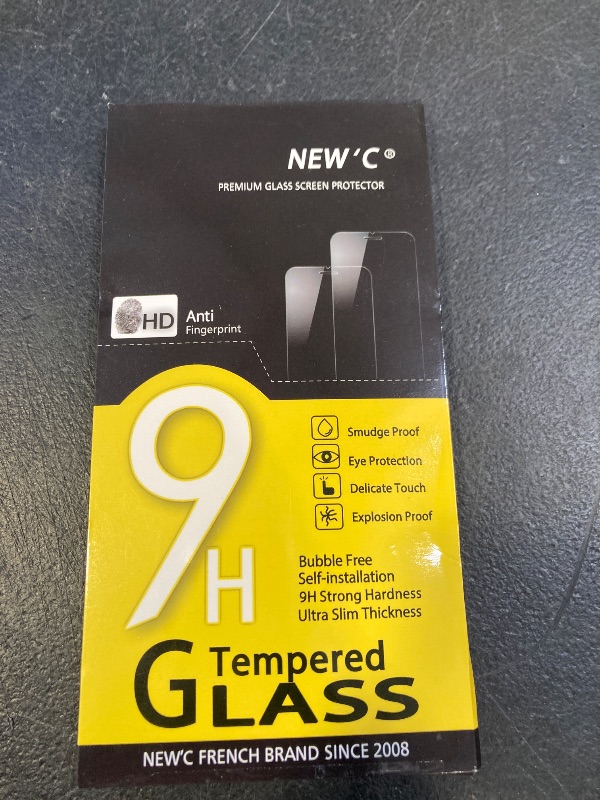 NEW'C®
PREMIUM GLASS SCREEN PROTECTOR
HD
Anti
Fingerprint
9H
Smudge Proof
Eye Protection
Delicate Touch
Explosion Proof
Bubble Free
Self-installation
9H Strong Hardness
Ultra Slim Thickness
Tempered
GLASS
NEW'C FRENCH BRAND SINCE 2008